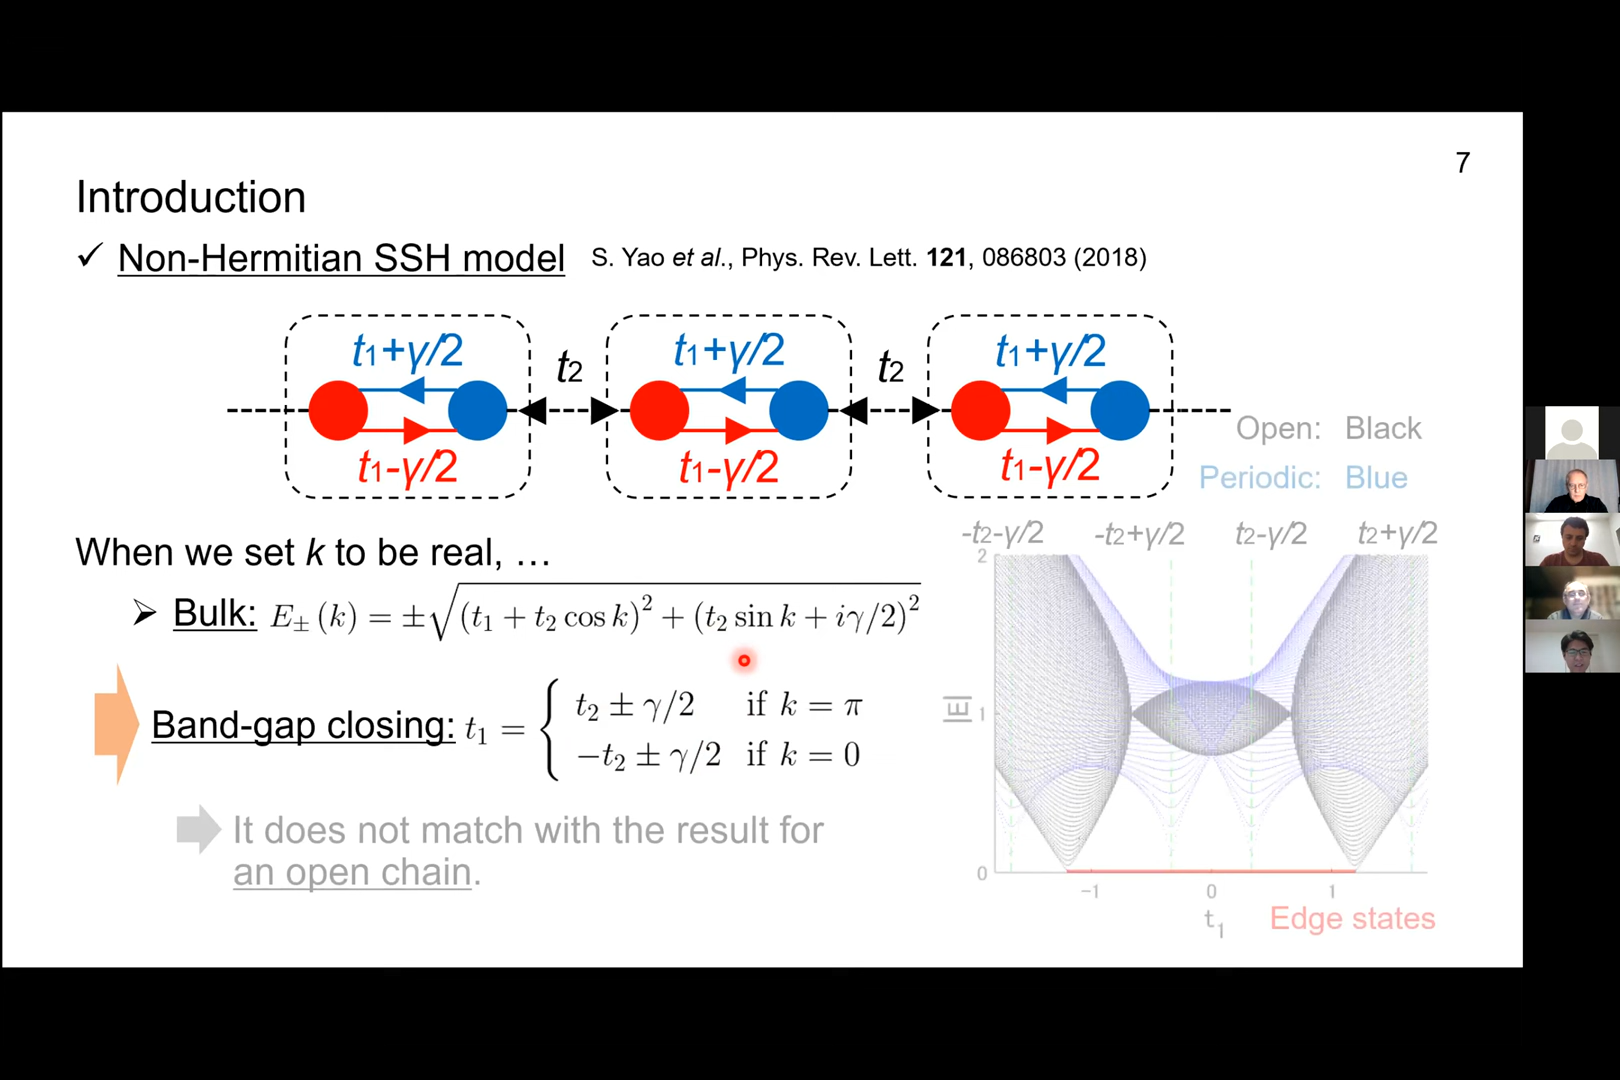 7
Introduction
✓ Non-Hermitian SSH model S. Yao et al., Phys. Rev. Lett. 121, 086803 (2018)
t₁+γ/2 t₂ t₁+γ/2 t₂ t₁+γ/2
t₁-γ/2 t₁-γ/2 t₁-γ/2
Open: Black
Periodic: Blue
When we set k to be real, …
➢ Bulk: E±(k) = ±√((t₁ + t₂ cos k)² + (t₂ sin k + iγ/2)²)
Band-gap closing: t₁ = { t₂ ± γ/2 if k = π
−t₂ ± γ/2 if k = 0
It does not match with the result for
an open chain.
-t₂-γ/2 -t₂+γ/2 t₂-γ/2 t₂+γ/2
2
|E| 1
0
−1 0 1
t₁ Edge states